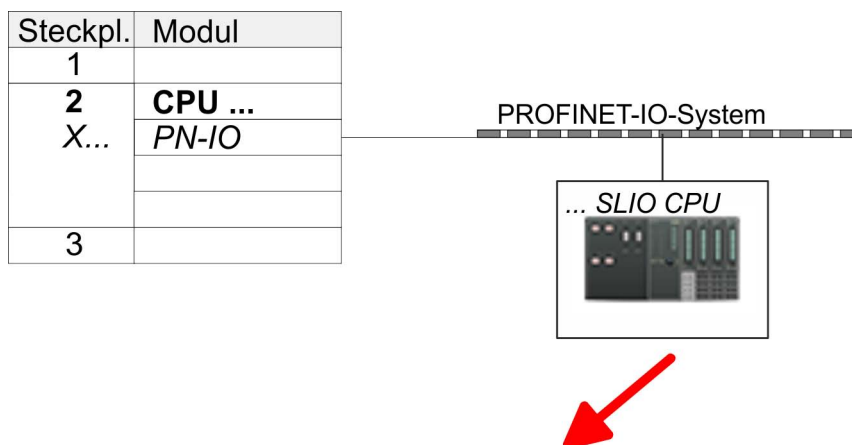 Steckpl. Modul
1
2 CPU ...
X... PN-IO
3
PROFINET-IO-System
... SLIO CPU